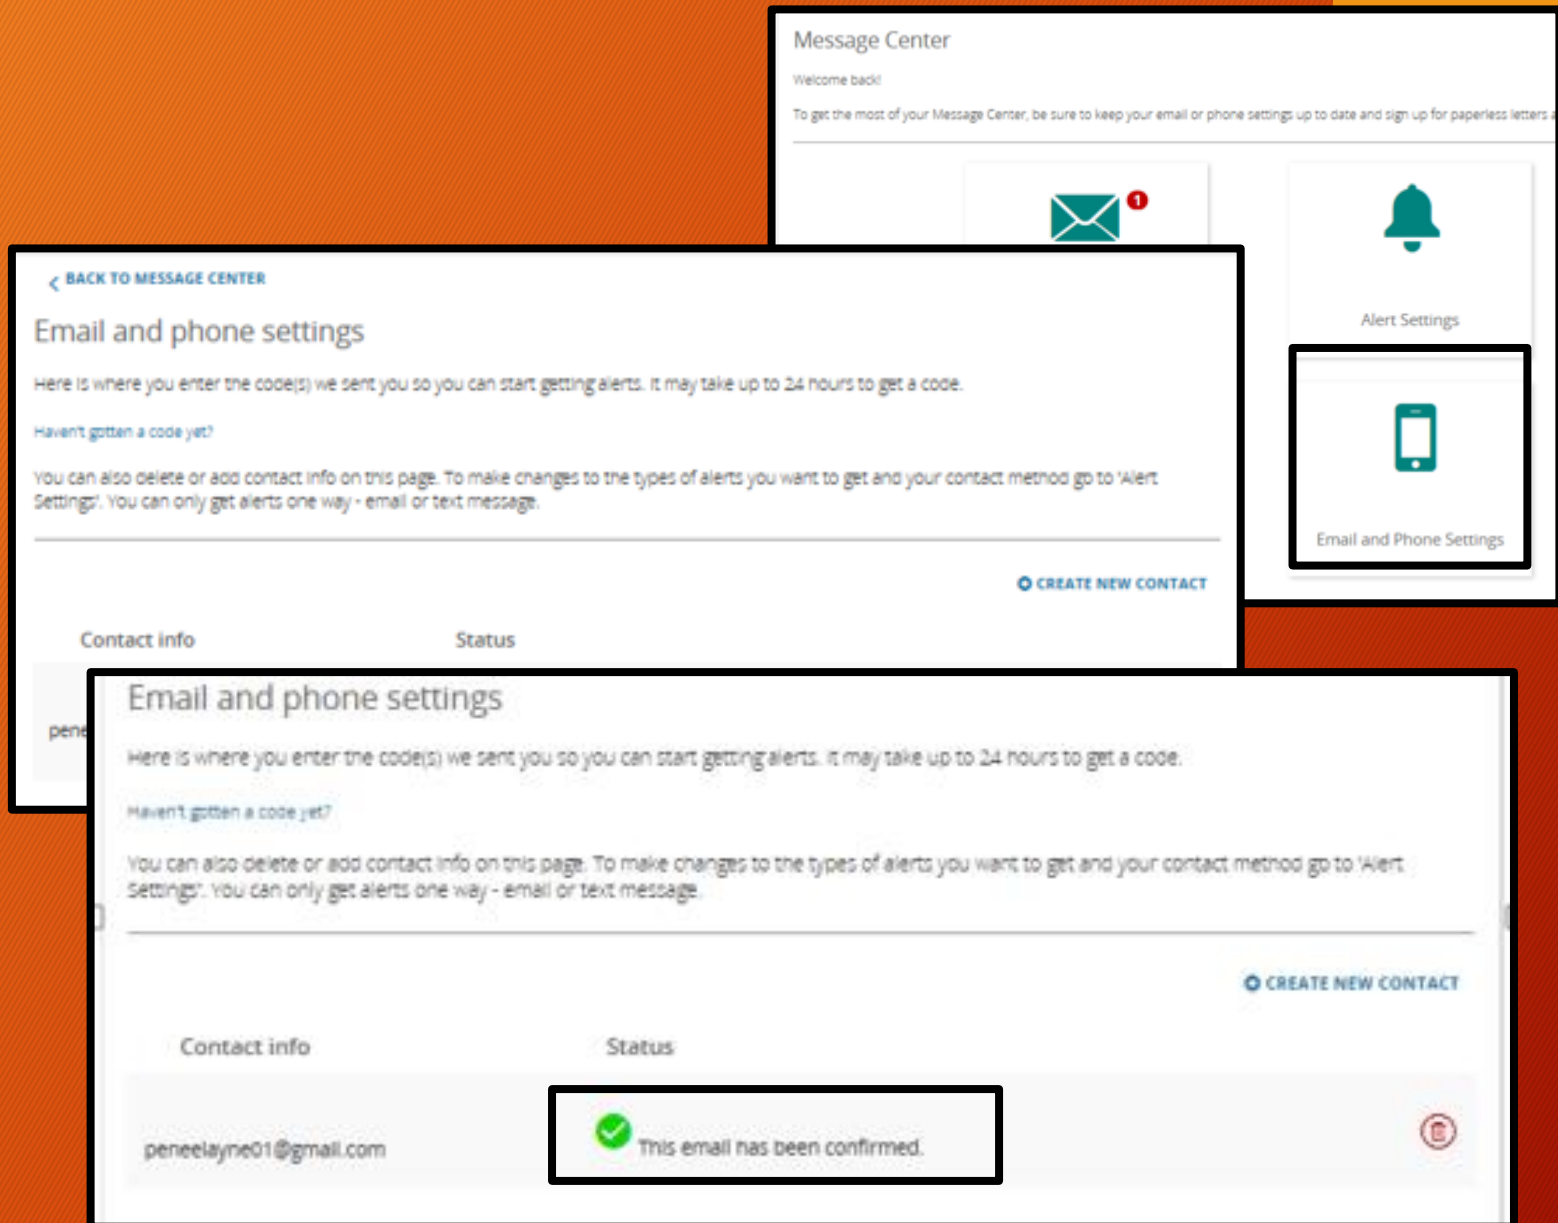 Message Center
Welcome back!
To get the most of your Message Center, be sure to keep your email or phone settings up to date and sign up for paperless letters a
1
Alert Settings
Email and Phone Settings
BACK TO MESSAGE CENTER
Email and phone settings
Here is where you enter the code(s) we sent you so you can start getting alerts. It may take up to 24 hours to get a code.
Haven't gotten a code yet?
You can also delete or add contact info on this page. To make changes to the types of alerts you want to get and your contact method go to 'Alert
Settings'. You can only get alerts one way - email or text message.
CREATE NEW CONTACT
Contact info Status
pene
Email and phone settings
Here is where you enter the code(s) we sent you so you can start getting alerts. It may take up to 24 hours to get a code.
Haven't gotten a code yet?
You can also delete or add contact info on this page. To make changes to the types of alerts you want to get and your contact method go to 'Alert
Settings'. You can only get alerts one way - email or text message.
CREATE NEW CONTACT
Contact info Status
peneelayne01@gmail.com This email has been confirmed.